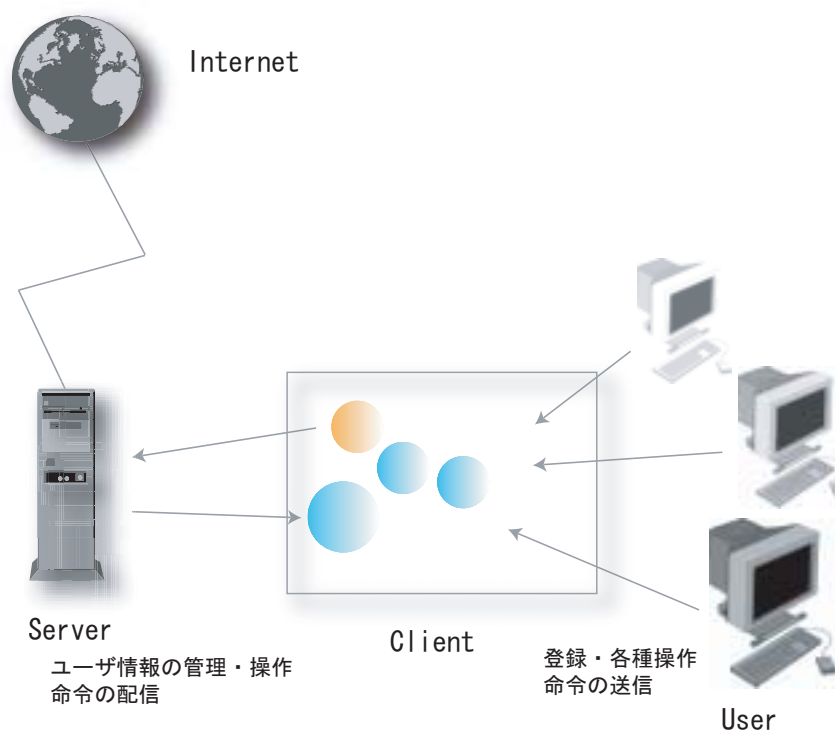 Internet
Server
ユーザ情報の管理・操作
命令の配信
Client
登録・各種操作
命令の送信
User